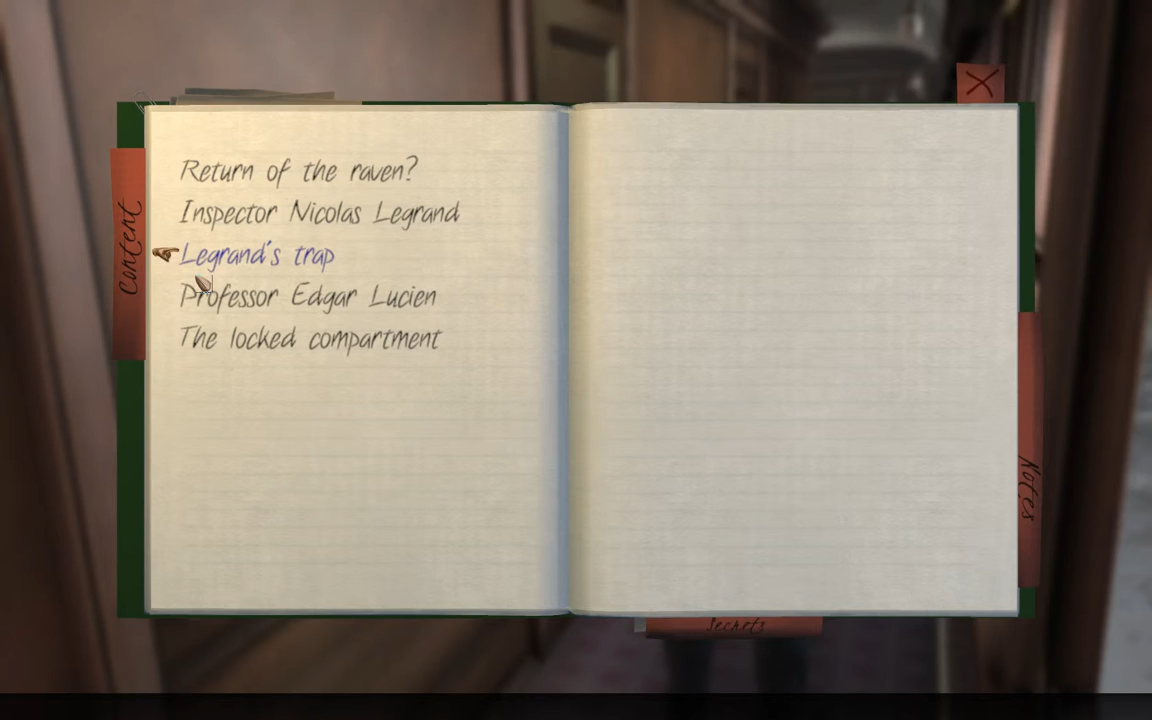 Return of the raven?
Inspector Nicolas Legrand
Legrand's trap
Professor Edgar Lucien
The locked compartment
Content
Notes
Secrets